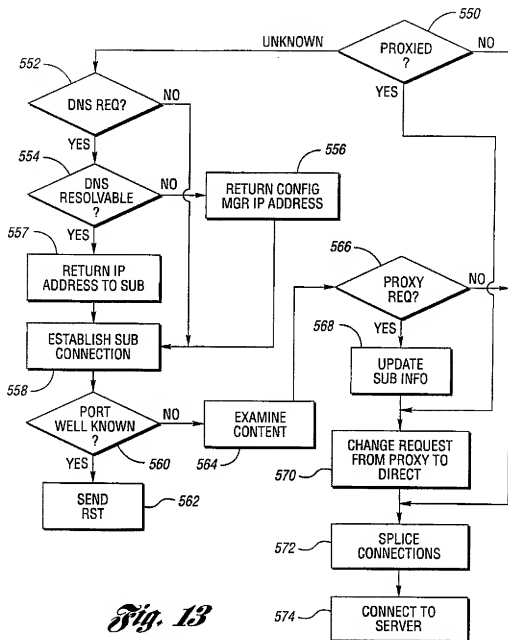 550
UNKNOWN
PROXIED
?
NO
YES
552
DNS REQ?
NO
YES
554
DNS
RESOLVABLE
?
NO
YES
556
RETURN CONFIG
MGR IP ADDRESS
557
RETURN IP
ADDRESS TO SUB
566
PROXY
REQ?
NO
YES
568
UPDATE
SUB INFO
ESTABLISH SUB
CONNECTION
558
PORT
WELL KNOWN
?
NO
560
YES
EXAMINE
CONTENT
564
SEND
RST
562
CHANGE REQUEST
FROM PROXY TO
DIRECT
570
572
SPLICE
CONNECTIONS
574
CONNECT TO
SERVER
Fig. 13